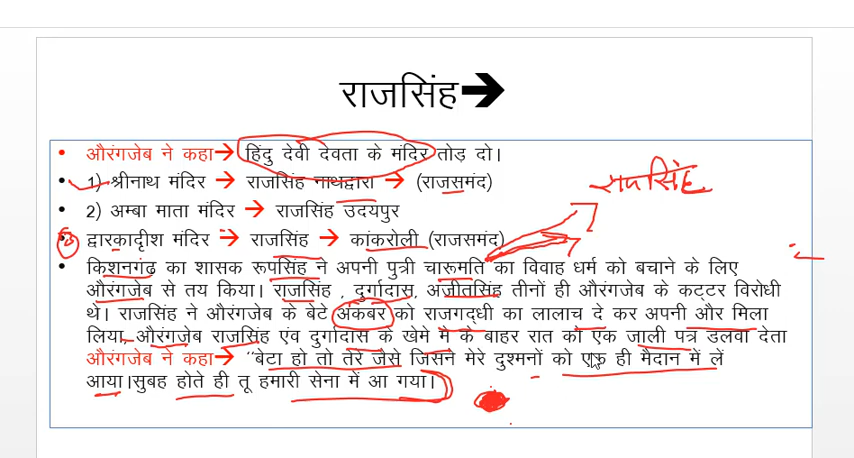 राजसिंह→
• औरंगजेब ने कहा→ हिंदु देवी देवता के मंदिर तोड़ दो।
• 1) श्रीनाथ मंदिर → राजसिंह नाथद्वारा → (राजसमंद)
• 2) अम्बा माता मंदिर → राजसिंह उदयपुर
द्वारकादृीश मंदिर → राजसिंह → कांकरोली (राजसमंद)
• किशनगढ़ का शासक रूपसिंह ने अपनी पुत्री चारूमति का विवाह धर्म को बचाने के लिए
औरंगजेब से तय किया। राजसिंह , दुर्गादास, अजीतसिंह तीनों ही औरंगजेब के कट्टर विरोधी
थे। राजसिंह ने औरंगजेब के बेटे अकबर को राजगद्धी का लालाच दे कर अपनी और मिला
लिया, औरंगजेब राजसिंह एंव दुर्गादास के खेमे मै के बाहर रात को एक जाली पत्र डलवा देता
औरंगजेब ने कहा→ “बेटा हो तो तेरे जैसे जिसने मेरे दुश्मनों को ही मैदान में लें
आया।सुबह होते ही तू हमारी सेना में आ गया।